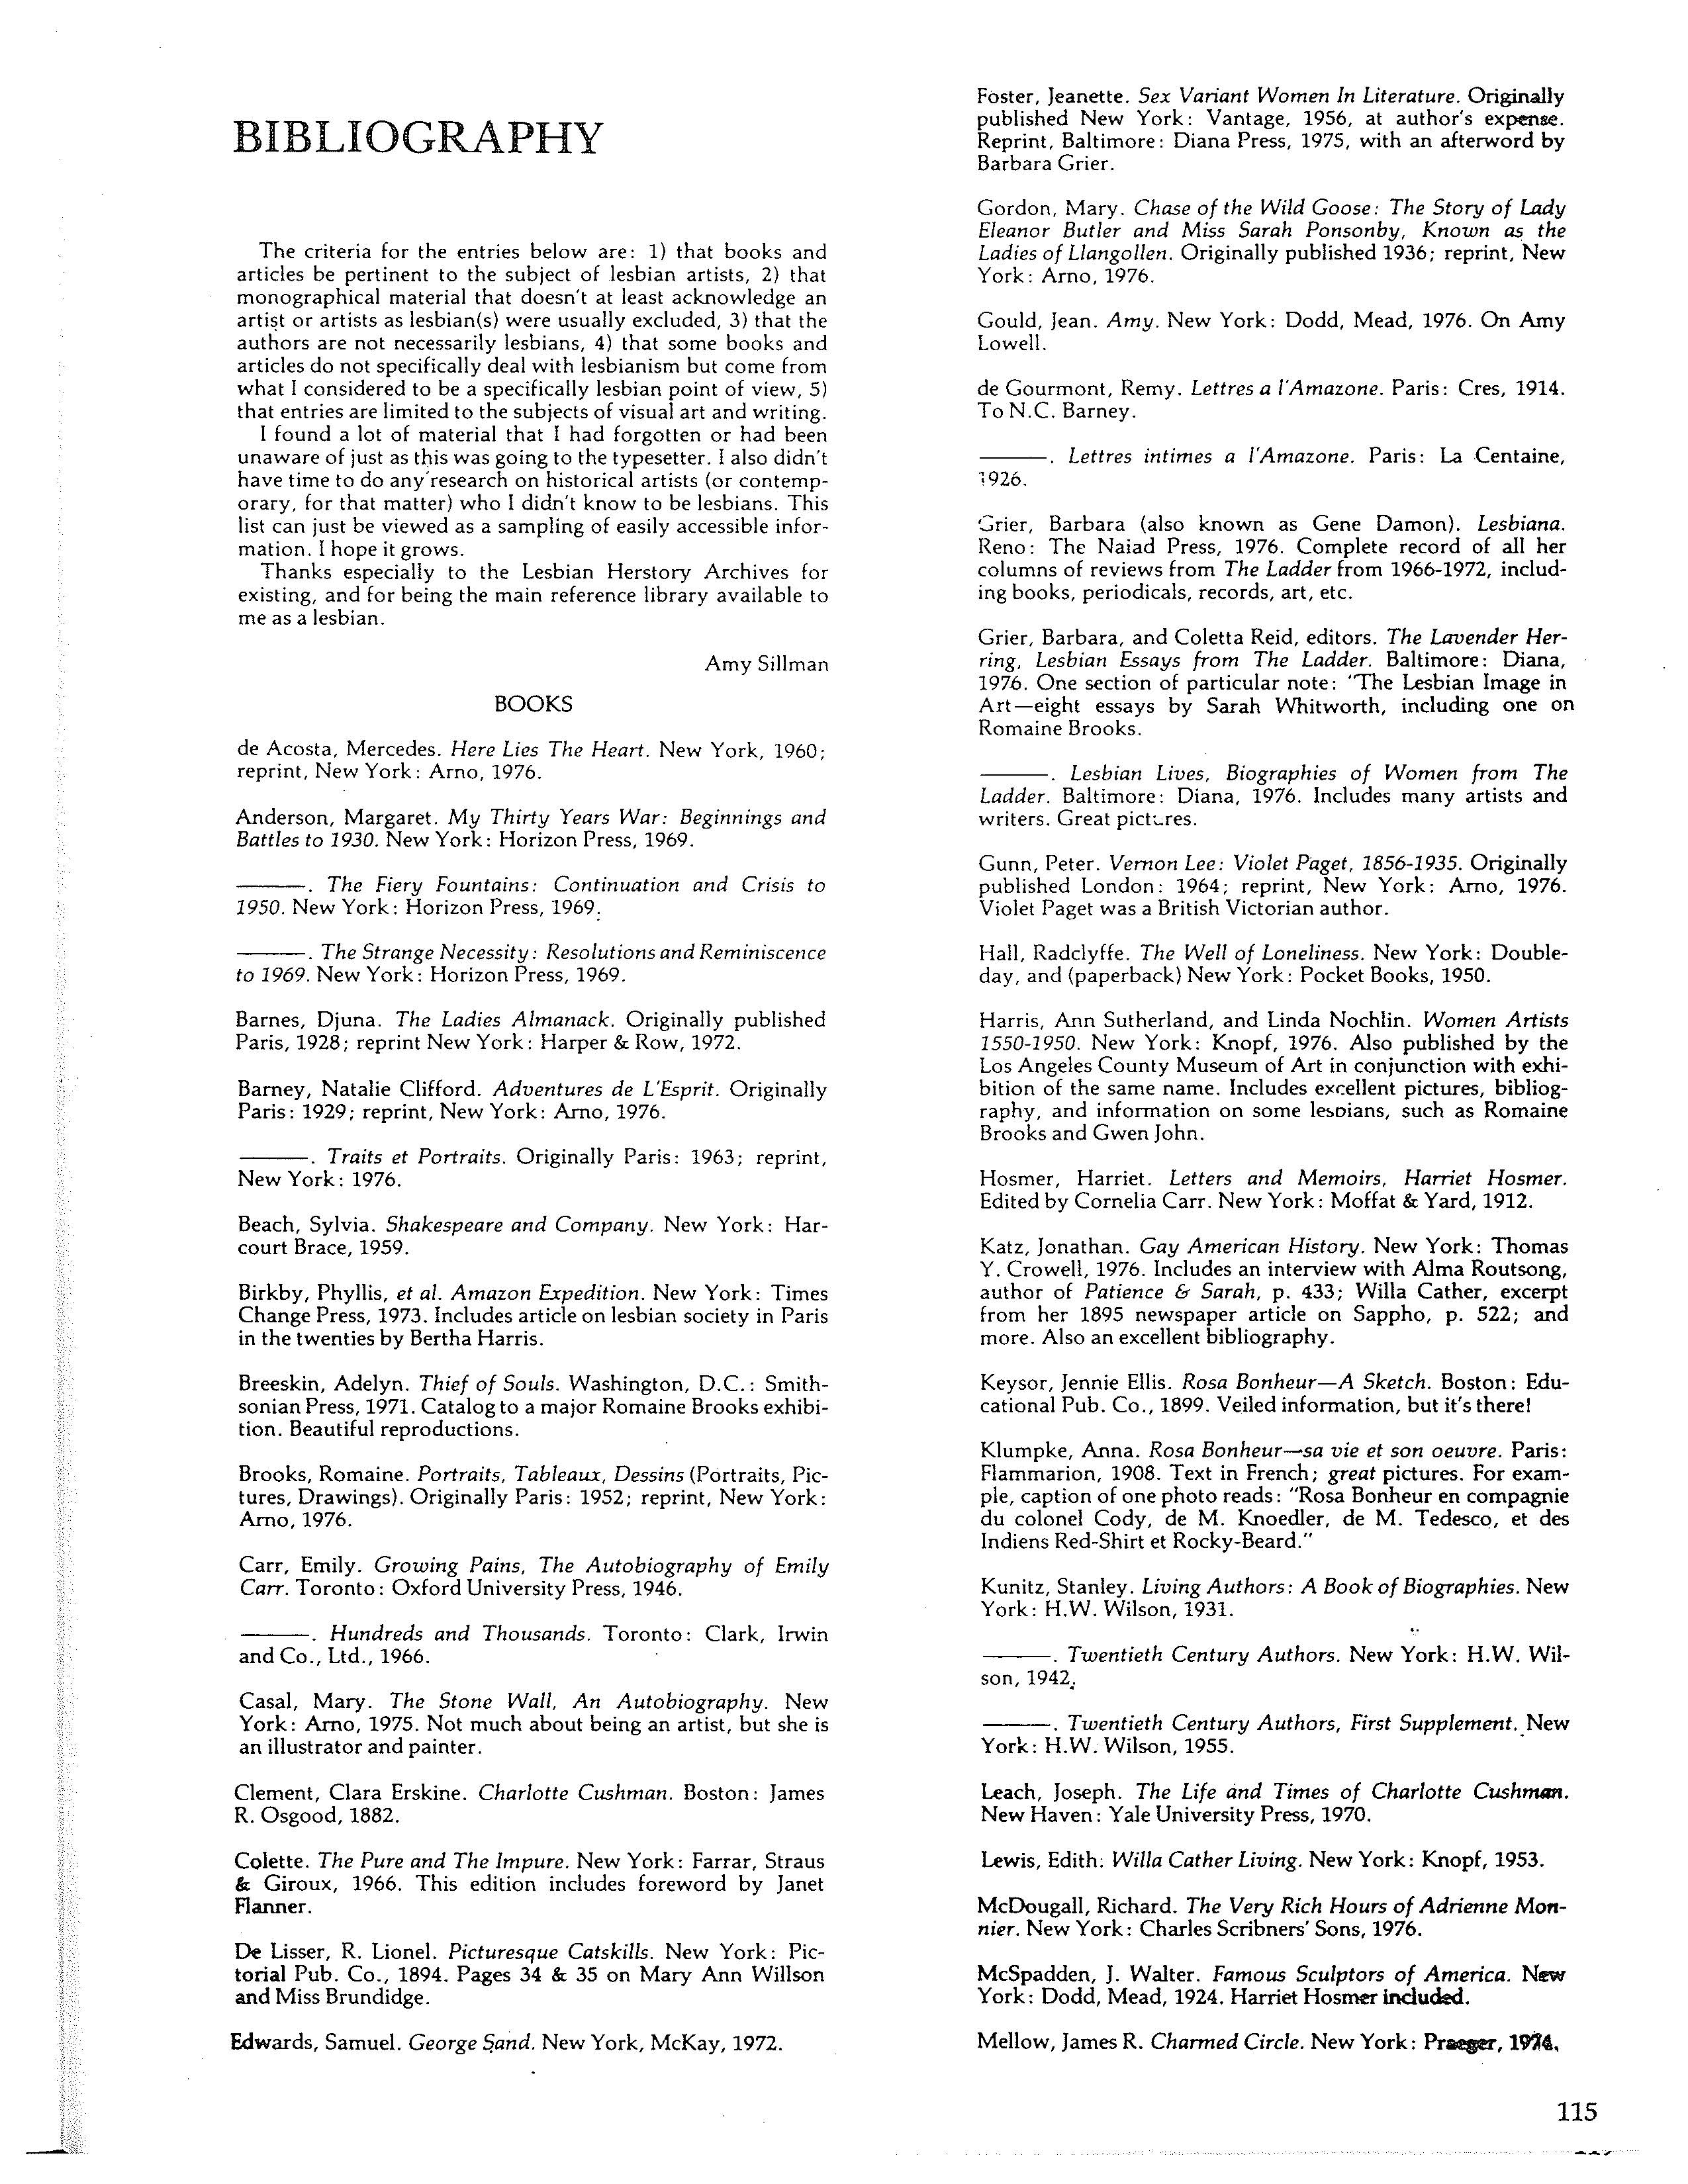 BIBLIOGRAPHY
The criteria for the entries below are: 1) that books and
articles be pertinent to the subject of lesbian artists, 2) that
monographical material that doesn't at least acknowledge an
artist or artists as lesbian(s) were usually excluded, 3) that the
authors are not necessarily lesbians, 4) that some books and
articles do not specifically deal with lesbianism but come from
what I considered to be a specifically lesbian point of view, 5)
that entries are limited to the subjects of visual art and writing.
I found a lot of material that I had forgotten or had been
unaware of just as this was going to the typesetter. I also didn't
have time to do any research on historical artists (or contemp-
orary, for that matter) who I didn't know to be lesbians. This
list can just be viewed as a sampling of easily accessible infor-
mation. I hope it grows.
Thanks especially to the Lesbian Herstory Archives for
existing, and for being the main reference library available to
me as a lesbian.
Amy Sillman
BOOKS
de Acosta, Mercedes. Here Lies The Heart. New York, 1960;
reprint, New York: Arno, 1976.
Anderson, Margaret. My Thirty Years War: Beginnings and
Battles to 1930. New York: Horizon Press, 1969.
———. The Fiery Fountains: Continuation and Crisis to
1950. New York: Horizon Press, 1969.
———. The Strange Necessity: Resolutions and Reminiscence
to 1969. New York: Horizon Press, 1969.
Barnes, Djuna. The Ladies Almanack. Originally published
Paris, 1928; reprint New York: Harper & Row, 1972.
Barney, Natalie Clifford. Adventures de L'Esprit. Originally
Paris: 1929; reprint, New York: Arno, 1976.
———. Traits et Portraits. Originally Paris: 1963; reprint,
New York: 1976.
Beach, Sylvia. Shakespeare and Company. New York: Har-
court Brace, 1959.
Birkby, Phyllis, et al. Amazon Expedition. New York: Times
Change Press, 1973. Includes article on lesbian society in Paris
in the twenties by Bertha Harris.
Breeskin, Adelyn. Thief of Souls. Washington, D.C.: Smith-
sonian Press, 1971. Catalog to a major Romaine Brooks exhibi-
tion. Beautiful reproductions.
Brooks, Romaine. Portraits, Tableaux, Dessins (Portraits, Pic-
tures, Drawings). Originally Paris: 1952; reprint, New York:
Arno, 1976.
Carr, Emily. Growing Pains, The Autobiography of Emily
Carr. Toronto: Oxford University Press, 1946.
———. Hundreds and Thousands. Toronto: Clark, Irwin
and Co., Ltd., 1966.
Casal, Mary. The Stone Wall, An Autobiography. New
York: Arno, 1975. Not much about being an artist, but she is
an illustrator and painter.
Clement, Clara Erskine. Charlotte Cushman. Boston: James
R. Osgood, 1882.
Colette. The Pure and The Impure. New York: Farrar, Straus
& Giroux, 1966. This edition includes foreword by Janet
Flanner.
De Lisser, R. Lionel. Picturesque Catskills. New York: Pic-
torial Pub. Co., 1894. Pages 34 & 35 on Mary Ann Willson
and Miss Brundidge.
Edwards, Samuel. George Sand. New York, McKay, 1972.
Foster, Jeanette. Sex Variant Women In Literature. Originally
published New York: Vantage, 1956, at author's expense.
Reprint, Baltimore: Diana Press, 1975, with an afterword by
Barbara Grier.
Gordon, Mary. Chase of the Wild Goose: The Story of Lady
Eleanor Butler and Miss Sarah Ponsonby, Known as the
Ladies of Llangollen. Originally published 1936; reprint, New
York: Arno, 1976.
Gould, Jean. Amy. New York: Dodd, Mead, 1976. On Amy
Lowell.
de Gourmont, Remy. Lettres a l'Amazone. Paris: Cres, 1914.
To N.C. Barney.
———. Lettres intimes a l'Amazone. Paris: La Centaine,
1926.
Grier, Barbara (also known as Gene Damon). Lesbiana.
Reno: The Naiad Press, 1976. Complete record of all her
columns of reviews from The Ladder from 1966-1972, includ-
ing books, periodicals, records, art, etc.
Grier, Barbara, and Coletta Reid, editors. The Lavender Her-
ring, Lesbian Essays from The Ladder. Baltimore: Diana,
1976. One section of particular note: "The Lesbian Image in
Art—eight essays by Sarah Whitworth, including one on
Romaine Brooks.
———. Lesbian Lives, Biographies of Women from The
Ladder. Baltimore: Diana, 1976. Includes many artists and
writers. Great pictures.
Gunn, Peter. Vernon Lee: Violet Paget, 1856-1935. Originally
published London: 1964; reprint, New York: Arno, 1976.
Violet Paget was a British Victorian author.
Hall, Radclyffe. The Well of Loneliness. New York: Double-
day, and (paperback) New York: Pocket Books, 1950.
Harris, Ann Sutherland, and Linda Nochlin. Women Artists
1550-1950. New York: Knopf, 1976. Also published by the
Los Angeles County Museum of Art in conjunction with exhi-
bition of the same name. Includes excellent pictures, bibliog-
raphy, and information on some lesbians, such as Romaine
Brooks and Gwen John.
Hosmer, Harriet. Letters and Memoirs, Harriet Hosmer.
Edited by Cornelia Carr. New York: Moffat & Yard, 1912.
Katz, Jonathan. Gay American History. New York: Thomas
Y. Crowell, 1976. Includes an interview with Alma Routsong,
author of Patience & Sarah, p. 433; Willa Cather, excerpt
from her 1895 newspaper article on Sappho, p. 522; and
more. Also an excellent bibliography.
Keysor, Jennie Ellis. Rosa Bonheur—A Sketch. Boston: Edu-
cational Pub. Co., 1899. Veiled information, but it's there!
Klumpke, Anna. Rosa Bonheur—sa vie et son oeuvre. Paris:
Flammarion, 1908. Text in French; great pictures. For exam-
ple, caption of one photo reads: "Rosa Bonheur en compagnie
du colonel Cody, de M. Knoedler, de M. Tedesco, et des
Indiens Red-Shirt et Rocky-Beard."
Kunitz, Stanley. Living Authors: A Book of Biographies. New
York: H.W. Wilson, 1931.
———. Twentieth Century Authors. New York: H.W. Wil-
son, 1942.
———. Twentieth Century Authors, First Supplement. New
York: H.W. Wilson, 1955.
Leach, Joseph. The Life and Times of Charlotte Cushman.
New Haven: Yale University Press, 1970.
Lewis, Edith. Willa Cather Living. New York: Knopf, 1953.
McDougall, Richard. The Very Rich Hours of Adrienne Mon-
nier. New York: Charles Scribners' Sons, 1976.
McSpadden, J. Walter. Famous Sculptors of America. New
York: Dodd, Mead, 1924. Harriet Hosmer included.
Mellow, James R. Charmed Circle. New York: Praeger, 1974.
115